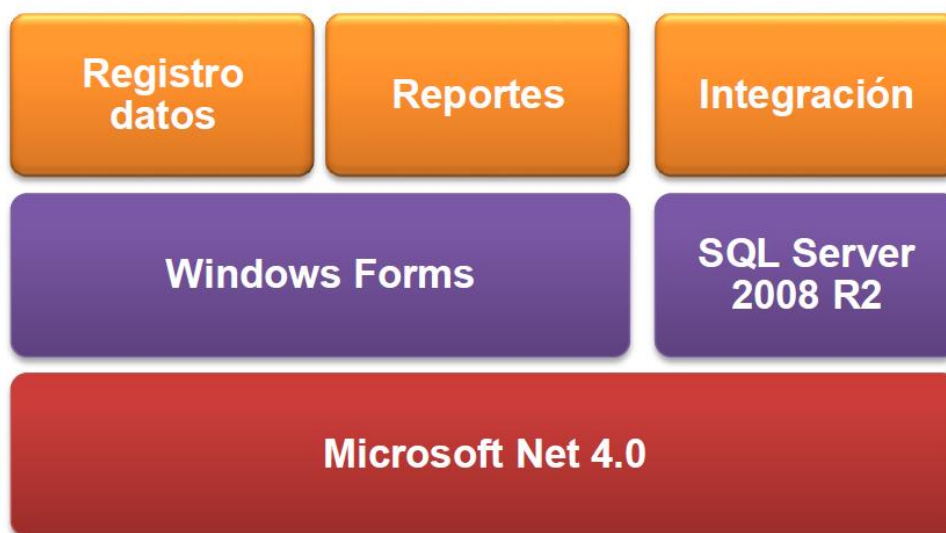 Registro
datos
Reportes
Integración
Windows Forms
SQL Server
2008 R2
Microsoft Net 4.0